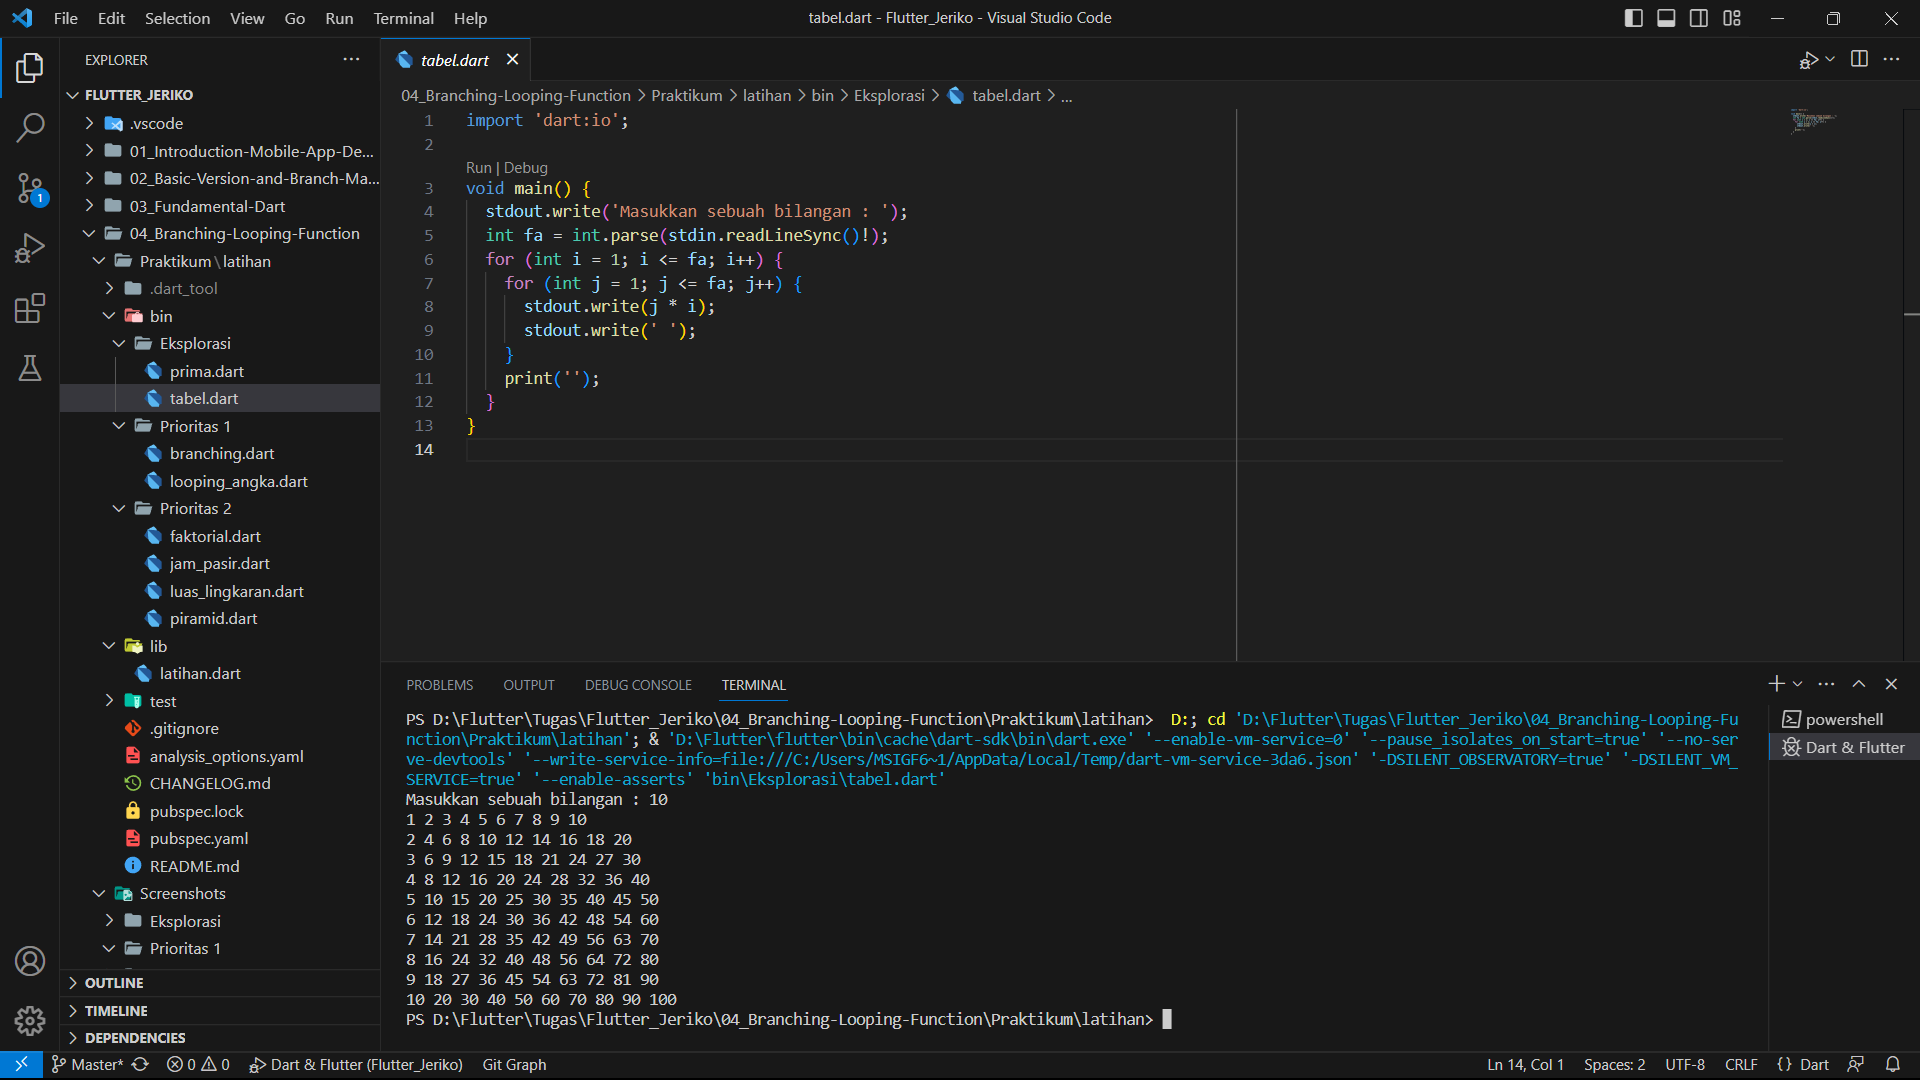 File Edit Selection View Go Run Terminal Help
tabel.dart - Flutter_Jeriko - Visual Studio Code
EXPLORER
FLUTTER_JERIKO
.vscode
01_Introduction-Mobile-App-De...
02_Basic-Version-and-Branch-Ma...
03_Fundamental-Dart
04_Branching-Looping-Function
Praktikum\latihan
.dart_tool
bin
Eksplorasi
prima.dart
tabel.dart
Prioritas 1
branching.dart
looping_angka.dart
Prioritas 2
faktorial.dart
jam_pasir.dart
luas_lingkaran.dart
piramid.dart
lib
latihan.dart
test
.gitignore
analysis_options.yaml
CHANGELOG.md
pubspec.lock
pubspec.yaml
README.md
Screenshots
Eksplorasi
Prioritas 1
OUTLINE
TIMELINE
DEPENDENCIES
1
tabel.dart
04_Branching-Looping-Function > Praktikum > latihan > bin > Eksplorasi > tabel.dart > ...
1 import 'dart:io';
2
Run | Debug
3 void main() {
4 stdout.write('Masukkan sebuah bilangan : ');
5 int fa = int.parse(stdin.readLineSync()!);
6 for (int i = 1; i <= fa; i++) {
7 for (int j = 1; j <= fa; j++) {
8 stdout.write(j * i);
9 stdout.write(' ');
10 }
11 print('');
12 }
13 }
14
PROBLEMS OUTPUT DEBUG CONSOLE TERMINAL
PS D:\Flutter\Tugas\Flutter_Jeriko\04_Branching-Looping-Function\Praktikum\latihan>  D:; cd 'D:\Flutter\Tugas\Flutter_Jeriko\04_Branching-Looping-Fu
nction\Praktikum\latihan'; & 'D:\Flutter\flutter\bin\cache\dart-sdk\bin\dart.exe' '--enable-vm-service=0' '--pause_isolates_on_start=true' '--no-ser
ve-devtools' '--write-service-info=file:///C:/Users/MSIGF6~1/AppData/Local/Temp/dart-vm-service-3da6.json' '-DSILENT_OBSERVATORY=true' '-DSILENT_VM_
SERVICE=true' '--enable-asserts' 'bin\Eksplorasi\tabel.dart'
Masukkan sebuah bilangan : 10
1 2 3 4 5 6 7 8 9 10
2 4 6 8 10 12 14 16 18 20
3 6 9 12 15 18 21 24 27 30
4 8 12 16 20 24 28 32 36 40
5 10 15 20 25 30 35 40 45 50
6 12 18 24 30 36 42 48 54 60
7 14 21 28 35 42 49 56 63 70
8 16 24 32 40 48 56 64 72 80
9 18 27 36 45 54 63 72 81 90
10 20 30 40 50 60 70 80 90 100
PS D:\Flutter\Tugas\Flutter_Jeriko\04_Branching-Looping-Function\Praktikum\latihan>
powershell
Dart & Flutter
Master* 0 0 Dart & Flutter (Flutter_Jeriko) Git Graph
Ln 14, Col 1 Spaces: 2 UTF-8 CRLF {} Dart